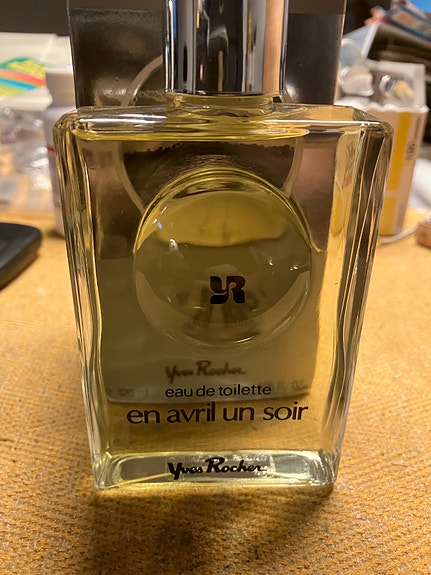 YR
Yves Rocher
eau de toilette
en avril un soir
Yves Rocher